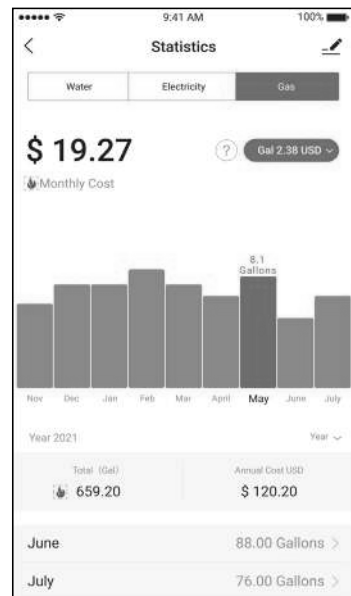 9:41 AM 100%
Statistics
Water Electricity Gas
$ 19.27 ? Gal 2.38 USD
Monthly Cost
8.1
Gallons
Nov Dec Jan Feb Mar April May June July
Year 2021 Year
Total (Gal) Annual Cost USD
659.20 $ 120.20
June 88.00 Gallons >
July 76.00 Gallons >